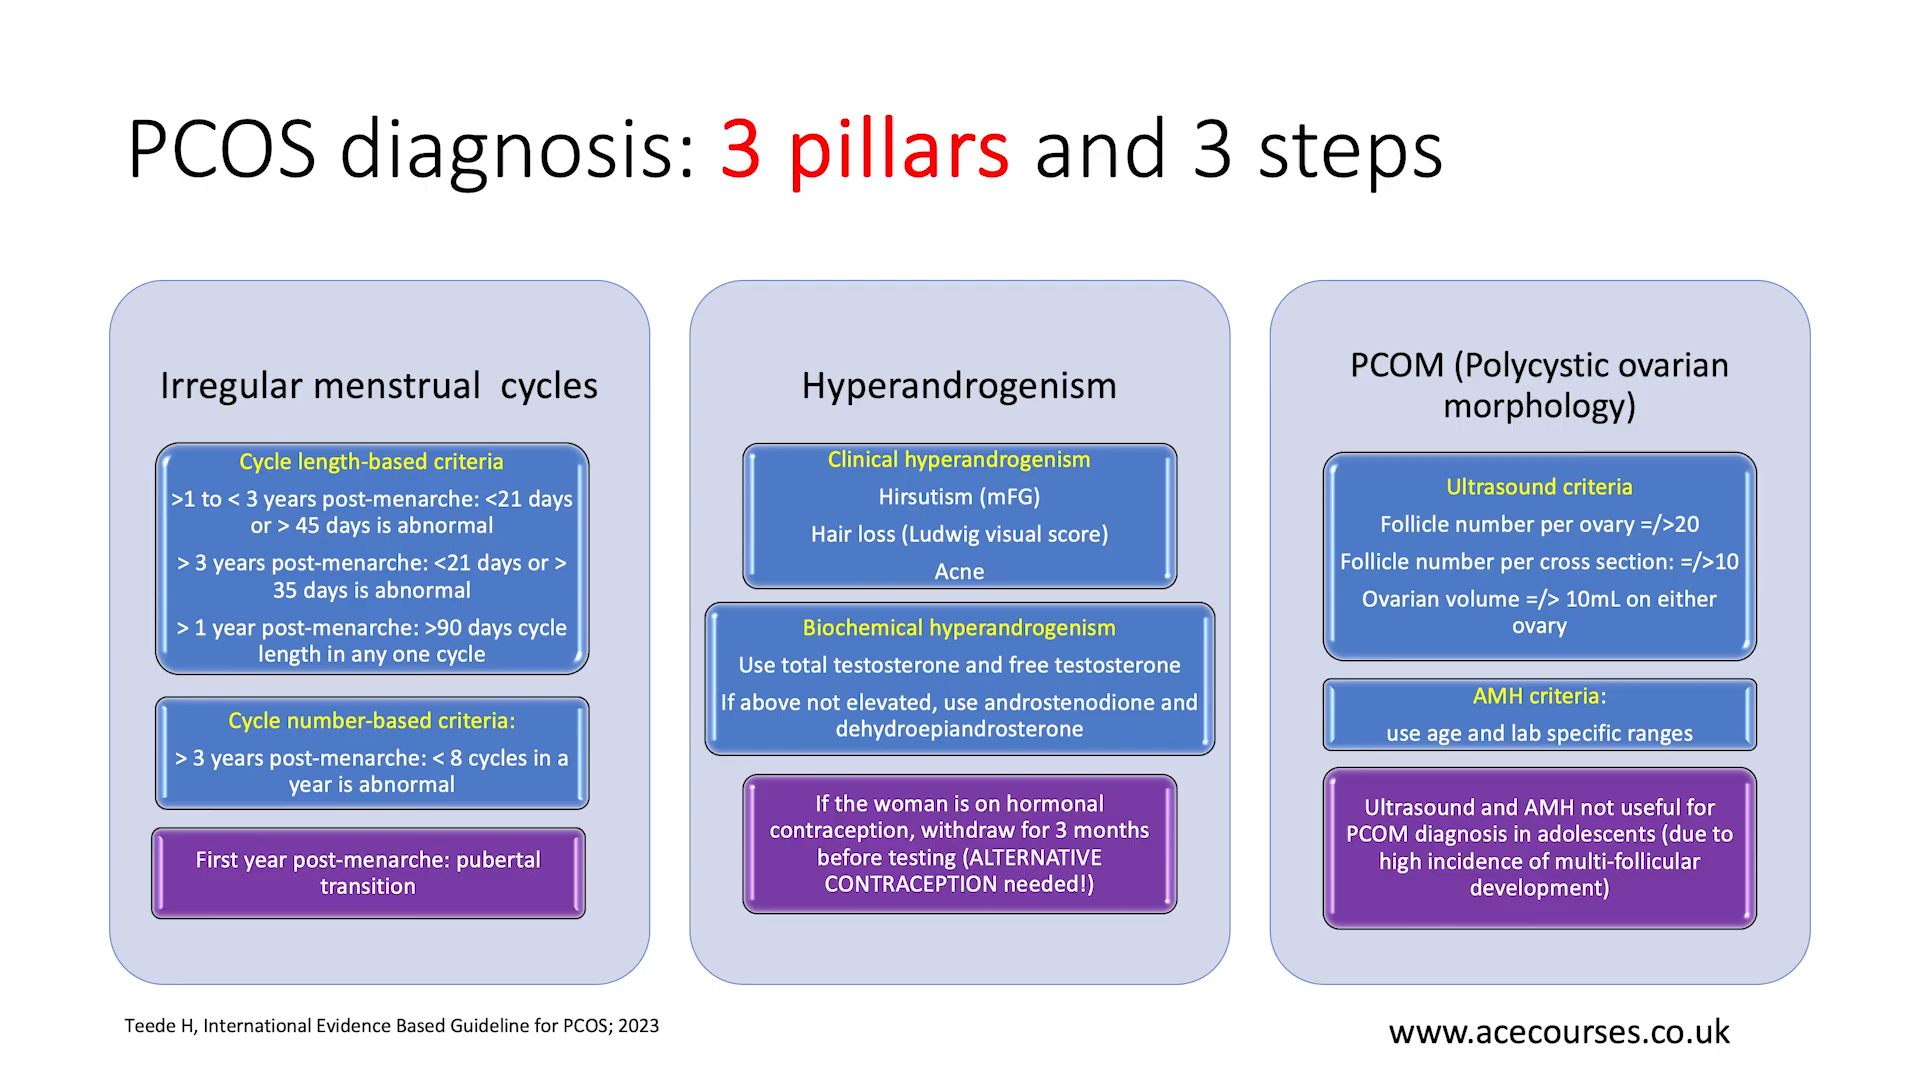 PCOS diagnosis: 3 pillars and 3 steps
Irregular menstrual cycles
Cycle length-based criteria
>1 to < 3 years post-menarche: <21 days
or > 45 days is abnormal
> 3 years post-menarche: <21 days or >
35 days is abnormal
> 1 year post-menarche: >90 days cycle
length in any one cycle
Cycle number-based criteria:
> 3 years post-menarche: < 8 cycles in a
year is abnormal
First year post-menarche: pubertal
transition
Hyperandrogenism
Clinical hyperandrogenism
Hirsutism (mFG)
Hair loss (Ludwig visual score)
Acne
Biochemical hyperandrogenism
Use total testosterone and free testosterone
If above not elevated, use androstenodione and
dehydroepiandrosterone
If the woman is on hormonal
contraception, withdraw for 3 months
before testing (ALTERNATIVE
CONTRACEPTION needed!)
PCOM (Polycystic ovarian
morphology)
Ultrasound criteria
Follicle number per ovary =/>20
Follicle number per cross section: =/>10
Ovarian volume =/> 10mL on either
ovary
AMH criteria:
use age and lab specific ranges
Ultrasound and AMH not useful for
PCOM diagnosis in adolescents (due to
high incidence of multi-follicular
development)
Teede H, International Evidence Based Guideline for PCOS; 2023
www.acecourses.co.uk